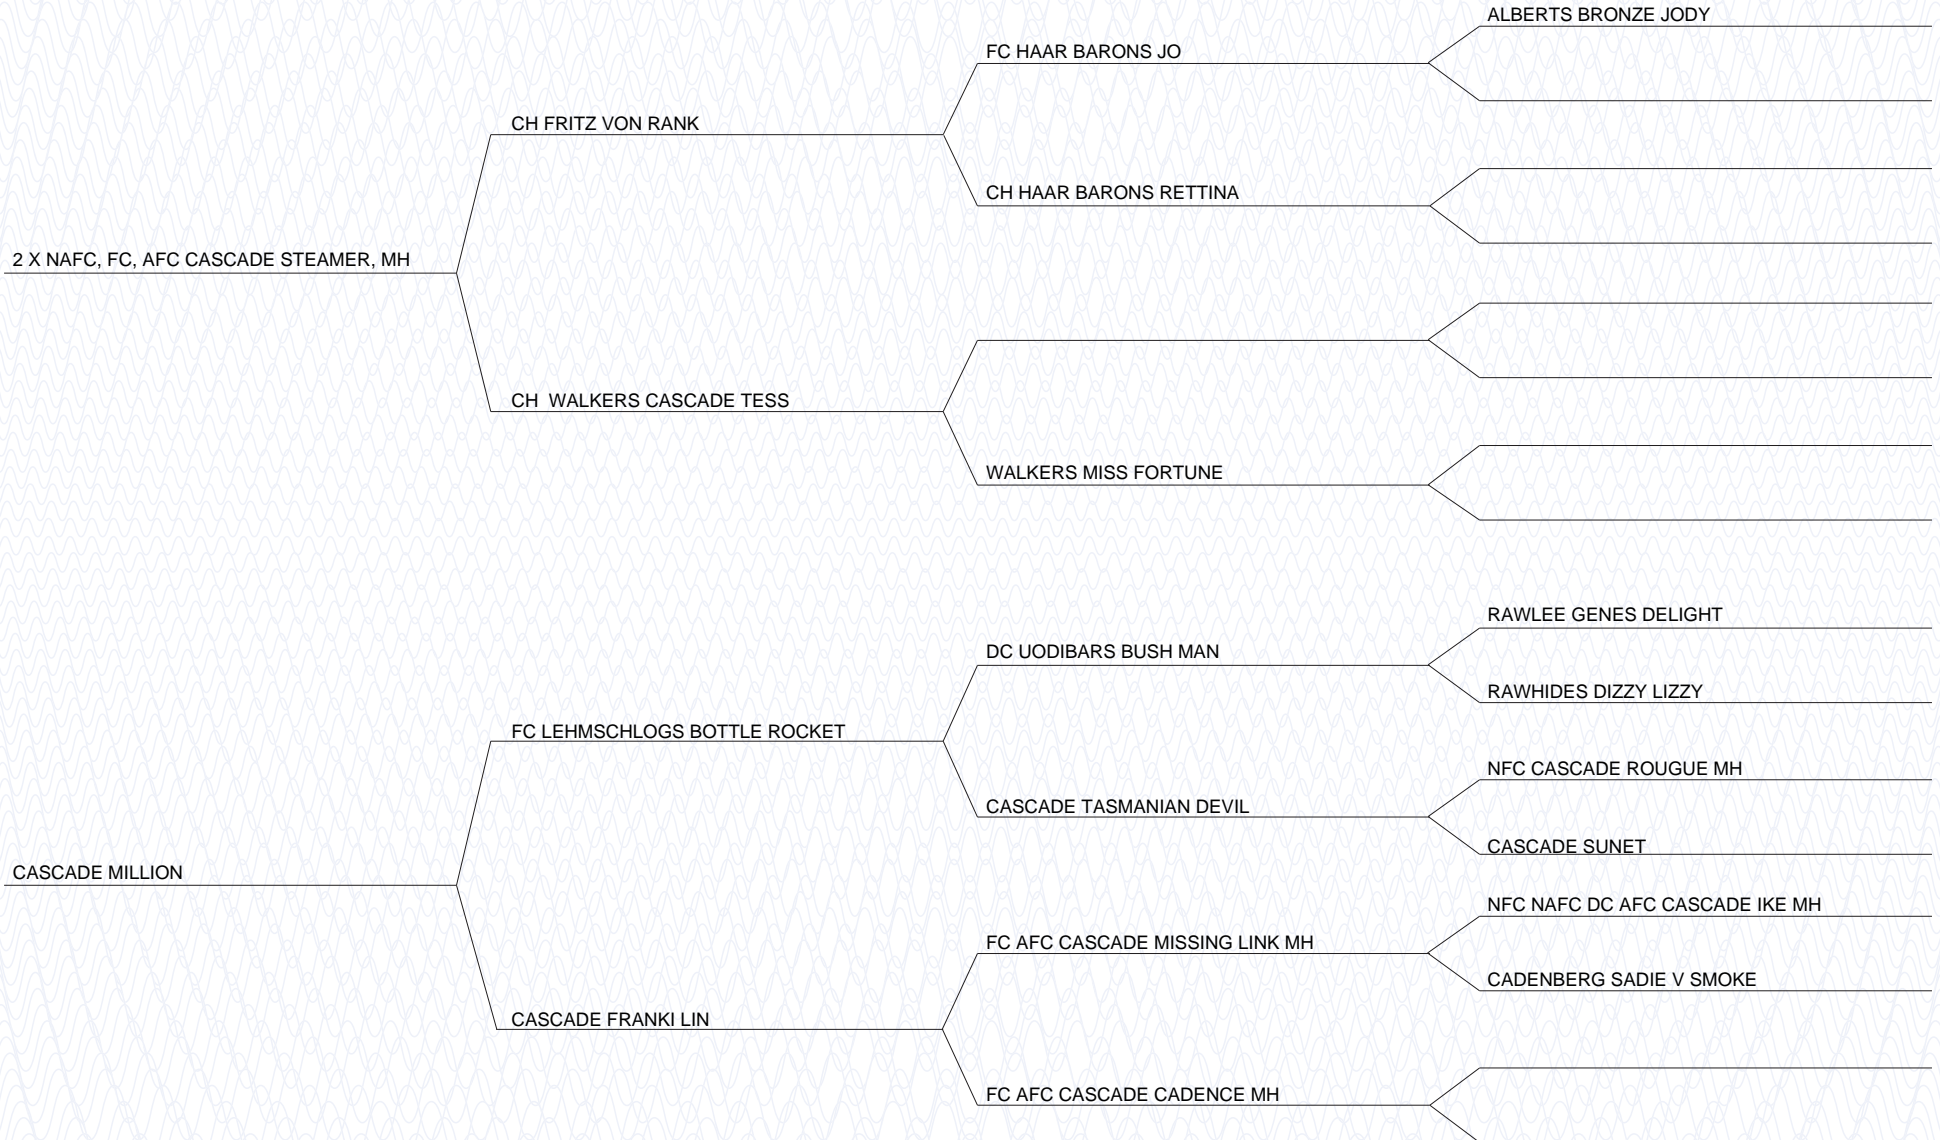 ALBERTS BRONZE JODY
FC HAAR BARONS JO
CH FRITZ VON RANK
CH HAAR BARONS RETTINA
2 X NAFC, FC, AFC CASCADE STEAMER, MH
CH  WALKERS CASCADE TESS
WALKERS MISS FORTUNE
RAWLEE GENES DELIGHT
DC UODIBARS BUSH MAN
RAWHIDES DIZZY LIZZY
FC LEHMSCHLOGS BOTTLE ROCKET
NFC CASCADE ROUGUE MH
CASCADE TASMANIAN DEVIL
CASCADE SUNET
CASCADE MILLION
NFC NAFC DC AFC CASCADE IKE MH
FC AFC CASCADE MISSING LINK MH
CADENBERG SADIE V SMOKE
CASCADE FRANKI LIN
FC AFC CASCADE CADENCE MH